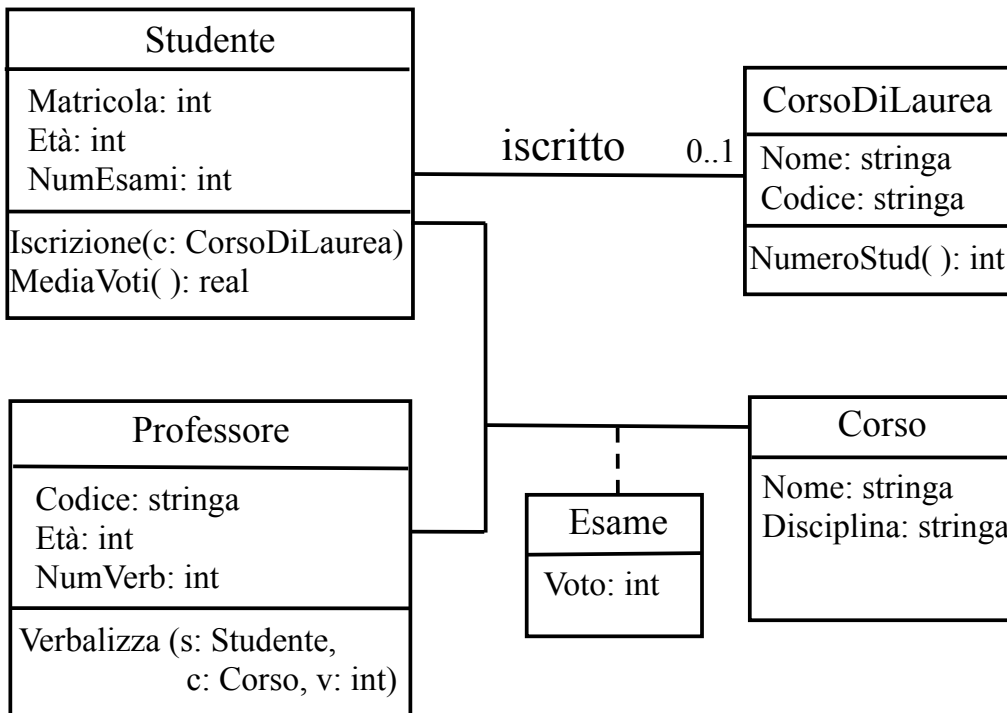 Studente
Matricola: int
Età: int
NumEsami: int
Iscrizione(c: CorsoDiLaurea)
MediaVoti( ): real
iscritto
0..1
CorsoDiLaurea
Nome: stringa
Codice: stringa
NumeroStud( ): int
Professore
Codice: stringa
Età: int
NumVerb: int
Verbalizza (s: Studente,
c: Corso, v: int)
Esame
Voto: int
Corso
Nome: stringa
Disciplina: stringa